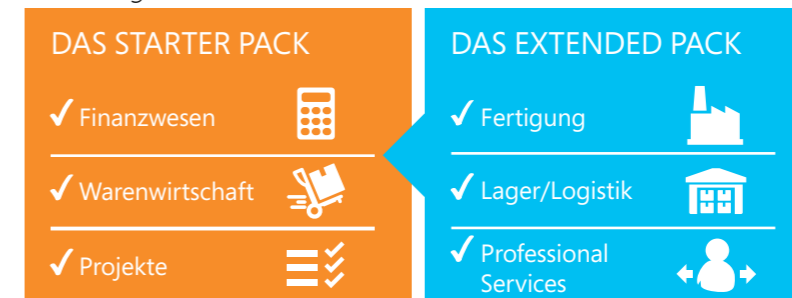 DAS STARTER PACK
✓ Finanzwesen
✓ Warenwirtschaft
✓ Projekte
DAS EXTENDED PACK
✓ Fertigung
✓ Lager/Logistik
✓ Professional
Services